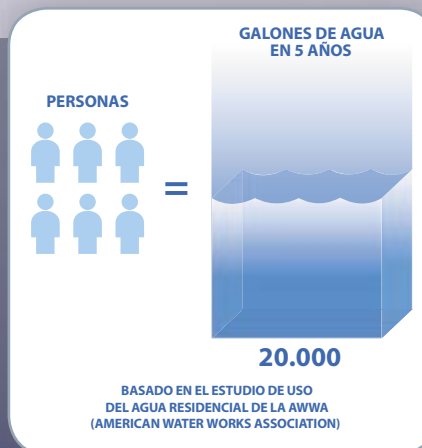 GALONES DE AGUA
EN 5 AÑOS
PERSONAS
=
20.000
BASADO EN EL ESTUDIO DE USO
DEL AGUA RESIDENCIAL DE LA AWWA
(AMERICAN WATER WORKS ASSOCIATION)